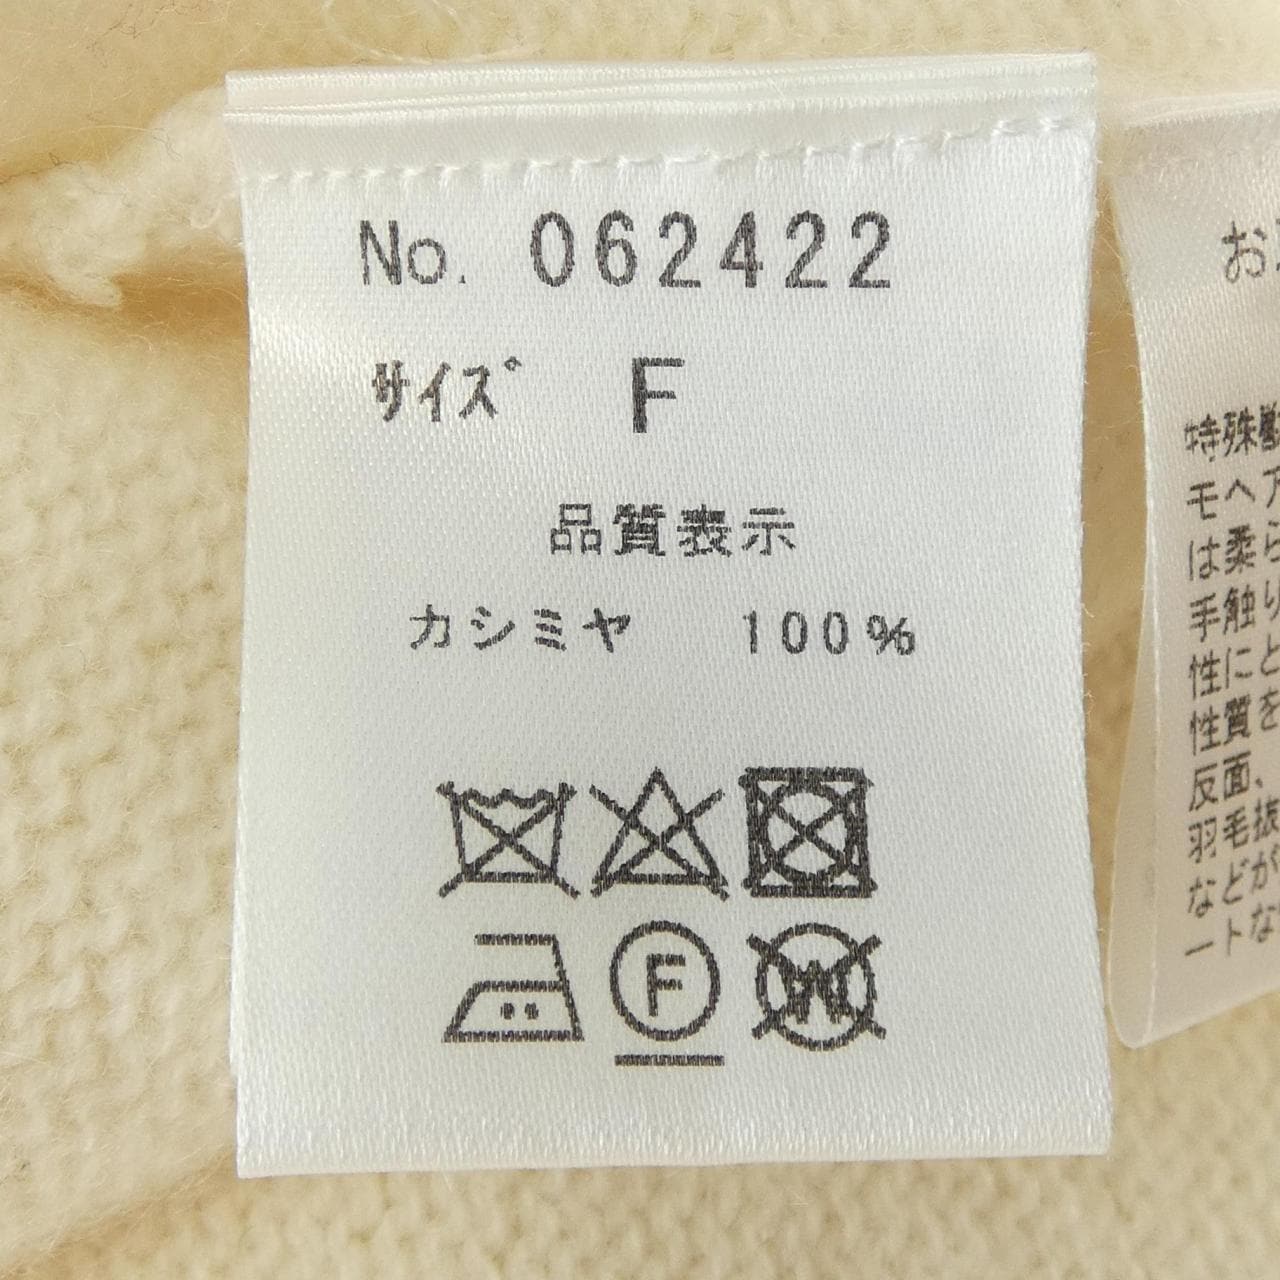 No. 062422
サイズ F
品質表示
カシミヤ 100%
F
W
お
特殊獣
モヘア
は柔ら
手触り
性にと
性質を
反面、
羽毛抜
などが
ートな